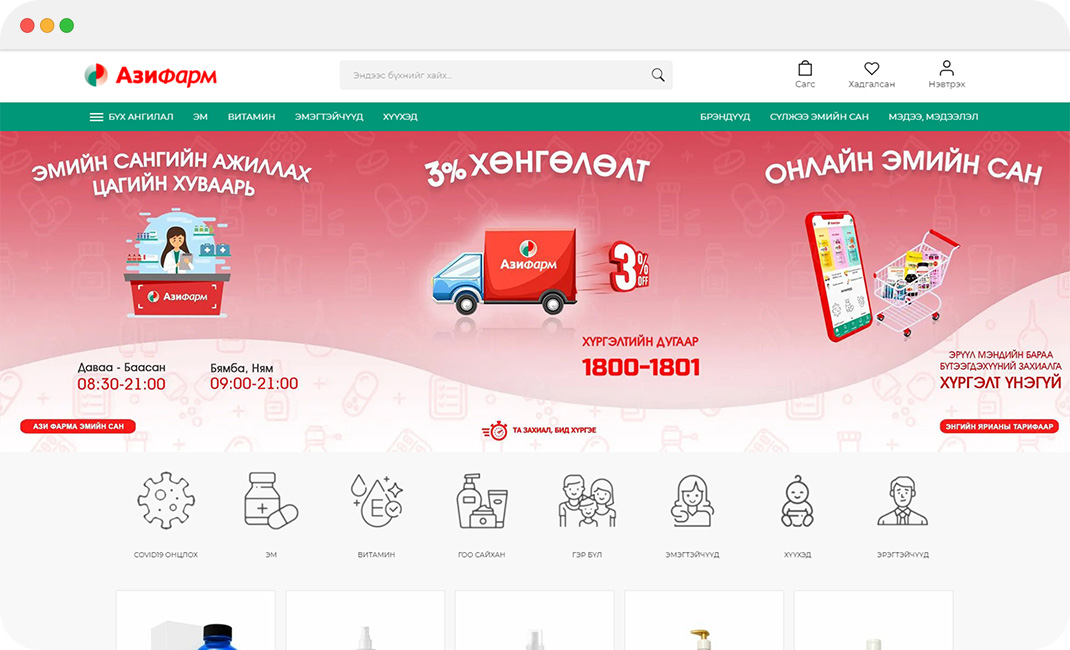 АзиФарм
Эндээс бүхнийг хайх...
Сагс
Хадгалсан
Нэвтрэх
БҮХ АНГИЛАЛ
ЭМ
ВИТАМИН
ЭМЭГТЭЙЧҮҮД
ХҮҮХЭД
БРЭНДҮҮД
СҮЛЖЭЭ ЭМИЙН САН
МЭДЭЭ, МЭДЭЭЛЭЛ
ЭМИЙН САНГИЙН АЖИЛЛАХ
ЦАГИЙН ХУВААРЬ
АзиФарм
Даваа - Баасан
08:30-21:00
Бямба, Ням
09:00-21:00
АЗИ ФАРМА ЭМИЙН САН
3% ХӨНГӨЛӨЛТ
АзиФарм
3% OFF
ХҮРГЭЛТИЙН ДУГААР
1800-1801
ТА ЗАХИАЛ, БИД ХҮРГЭЕ
ОНЛАЙН ЭМИЙН САН
ЭРҮҮЛ МЭНДИЙН БАРАА
БҮТЭЭГДЭХҮҮНИЙ ЗАХИАЛГА
ХҮРГЭЛТ ҮНЭГҮЙ
ЭНГИЙН ЯРИАНЫ ТАРИФААР
E
COVID19 ОНЦЛОХ
ЭМ
ВИТАМИН
ГОО САЙХАН
ГЭР БҮЛ
ЭМЭГТЭЙЧҮҮД
ХҮҮХЭД
ЭРЭГТЭЙЧҮҮД